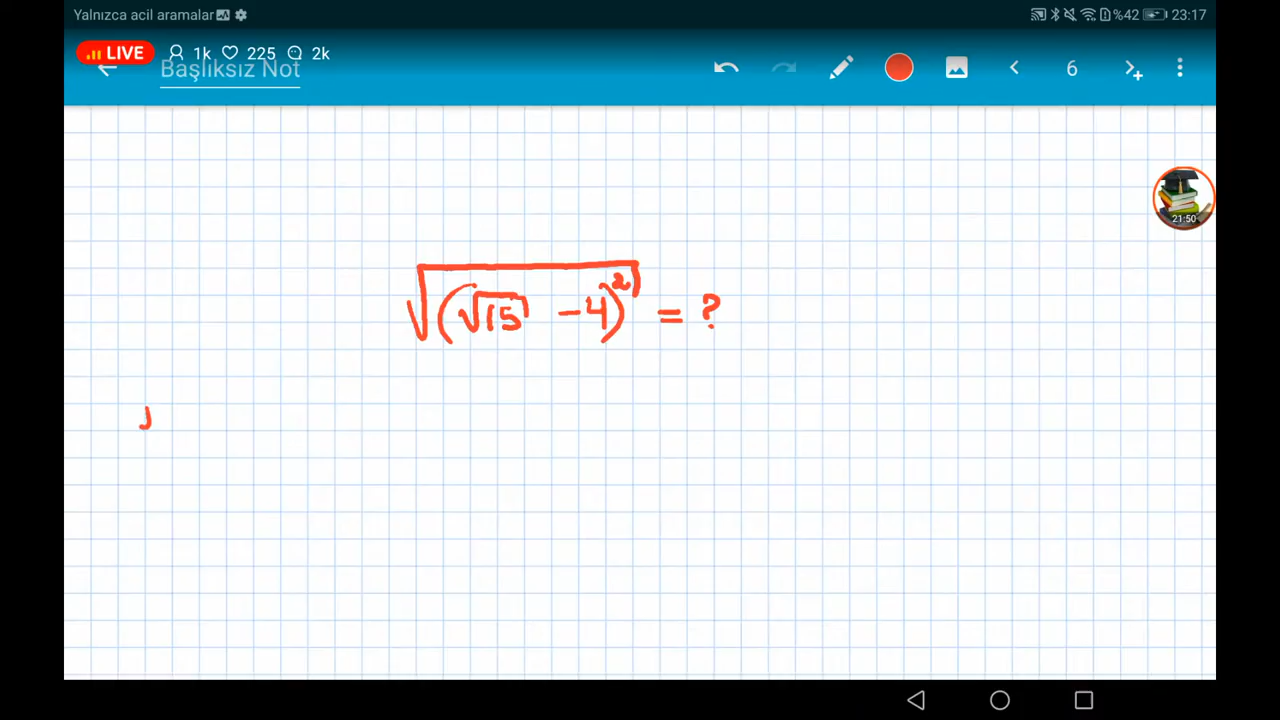 Yalnızca acil aramalar %42 23:17
LIVE 1k 225 2k
Başlıksız Not 6
21:50
√(√15 -4)² = ?